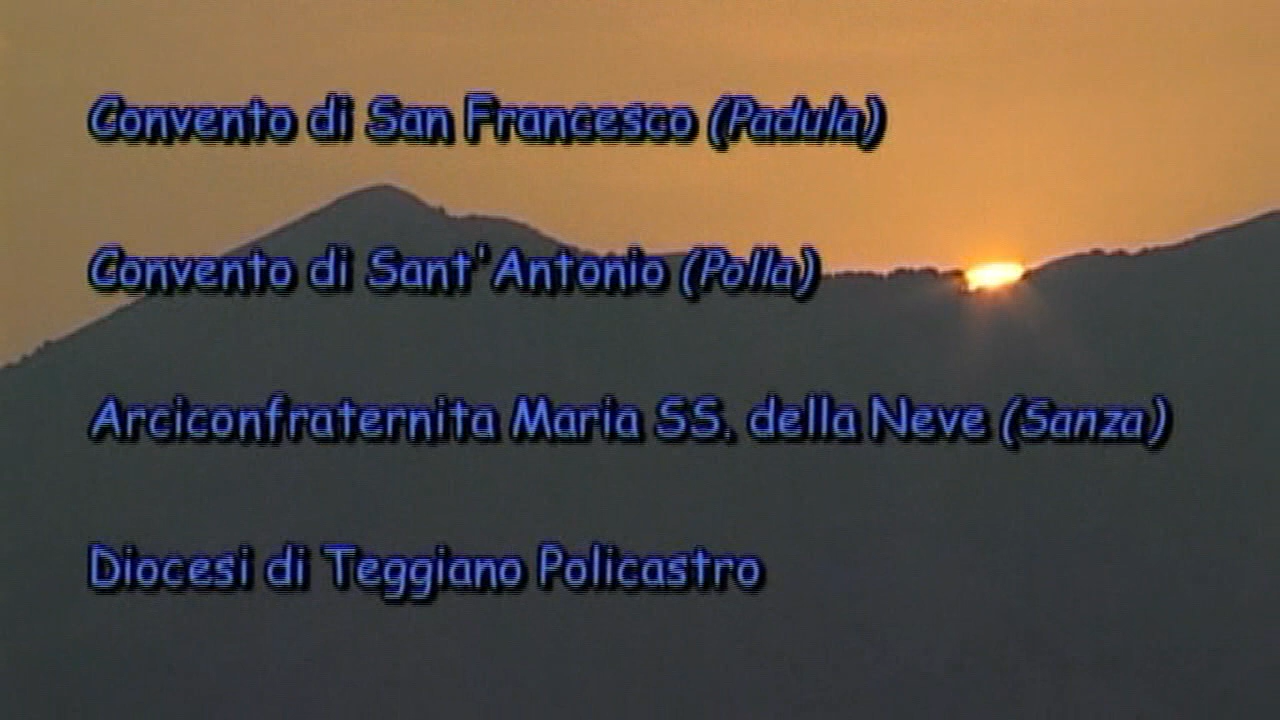 Convento di San Francesco (Padula)
Convento di Sant'Antonio (Polla)
Arciconfraternita Maria SS. della Neve (Sanza)
Diocesi di Teggiano Policastro